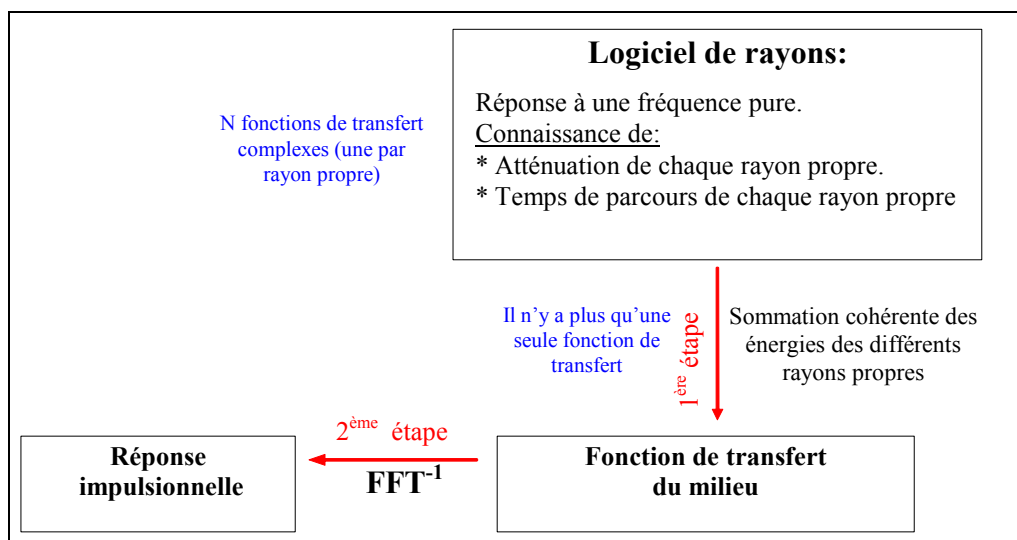 Logiciel de rayons:
Réponse à une fréquence pure.
Connaissance de:
* Atténuation de chaque rayon propre.
* Temps de parcours de chaque rayon propre
N fonctions de transfert
complexes (une par
rayon propre)
Il n’y a plus qu’une
seule fonction de
transfert
1ère étape
Sommation cohérente des
énergies des différents
rayons propres
Fonction de transfert
du milieu
2ème étape
FFT-1
Réponse
impulsionnelle